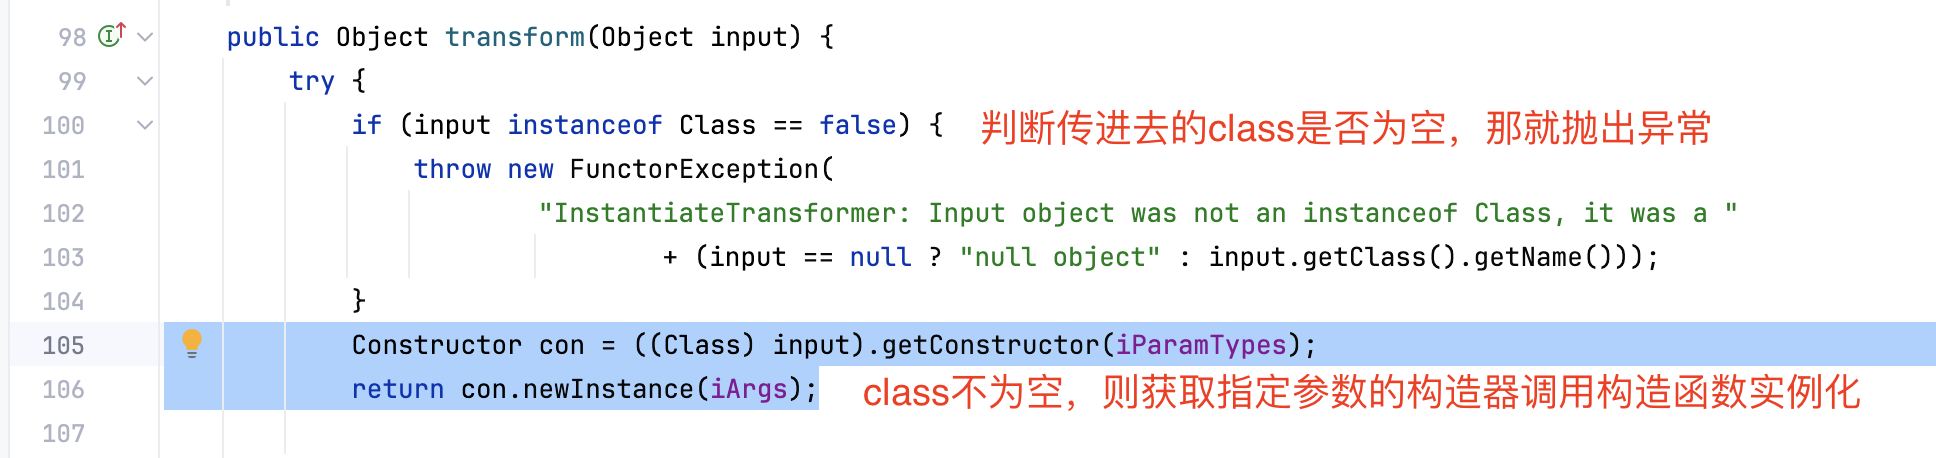 98 public Object transform(Object input) {
99 try {
100 if (input instanceof Class == false) { 判断传进去的class是否为空，那就抛出异常
101 throw new FunctorException(
102 "InstantiateTransformer: Input object was not an instanceof Class, it was a "
103 + (input == null ? "null object" : input.getClass().getName()));
104 }
105 Constructor con = ((Class) input).getConstructor(iParamTypes);
106 return con.newInstance(iArgs); class不为空，则获取指定参数的构造器调用构造函数实例化
107